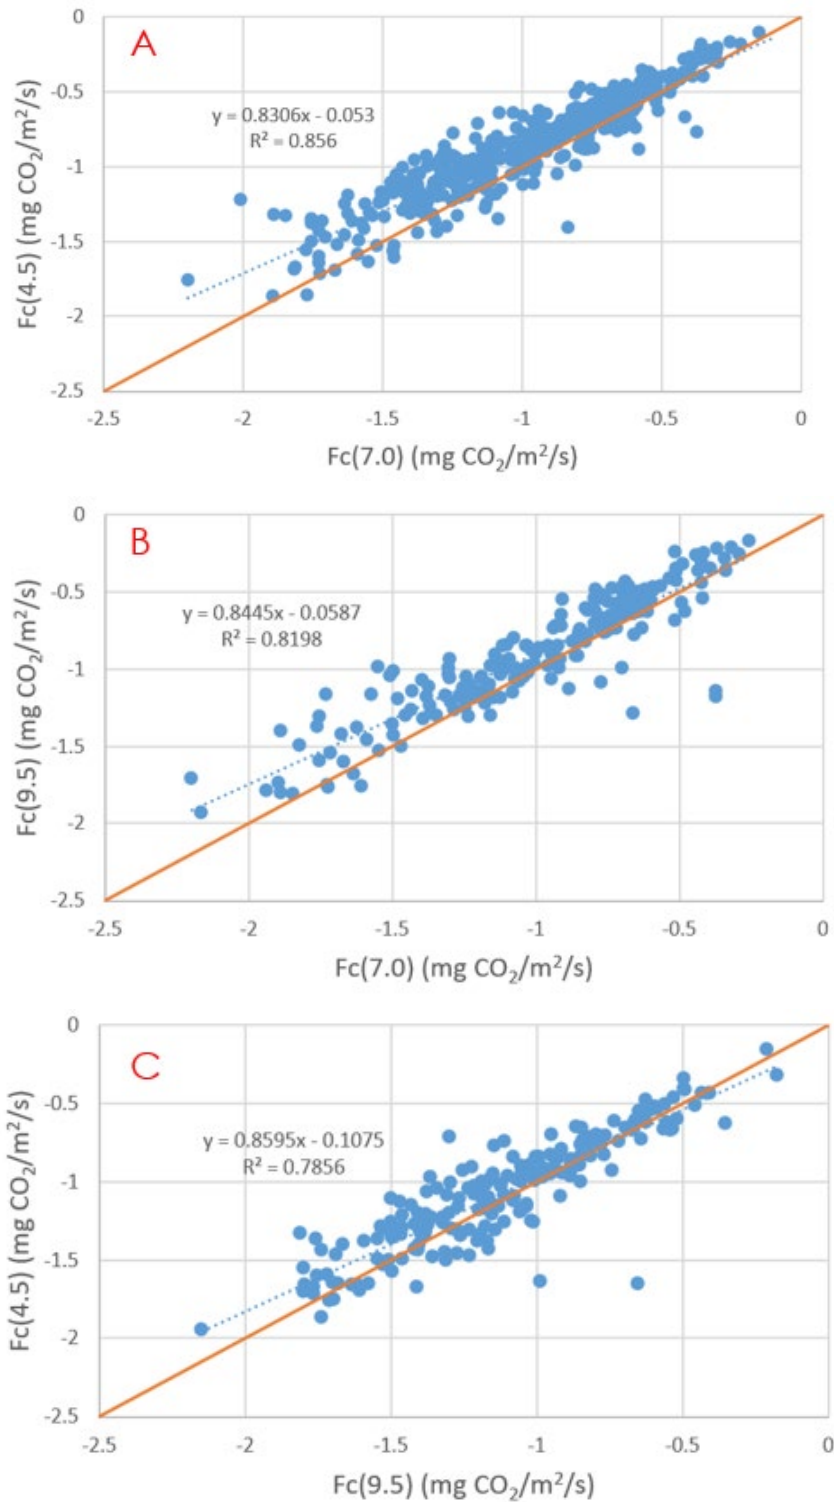 A
0
-0.5
-1
-1.5
-2
-2.5
y = 0.8306x - 0.053
R² = 0.856
Fc(4.5) (mg CO₂/m²/s)
-2.5 -2 -1.5 -1 -0.5 0
Fc(7.0) (mg CO₂/m²/s)
B
0
-0.5
-1
-1.5
-2
-2.5
y = 0.8445x - 0.0587
R² = 0.8198
Fc(9.5) (mg CO₂/m²/s)
-2.5 -2 -1.5 -1 -0.5 0
Fc(7.0) (mg CO₂/m²/s)
C
0
-0.5
-1
-1.5
-2
-2.5
y = 0.8595x - 0.1075
R² = 0.7856
Fc(4.5) (mg CO₂/m²/s)
-2.5 -2 -1.5 -1 -0.5 0
Fc(9.5) (mg CO₂/m²/s)